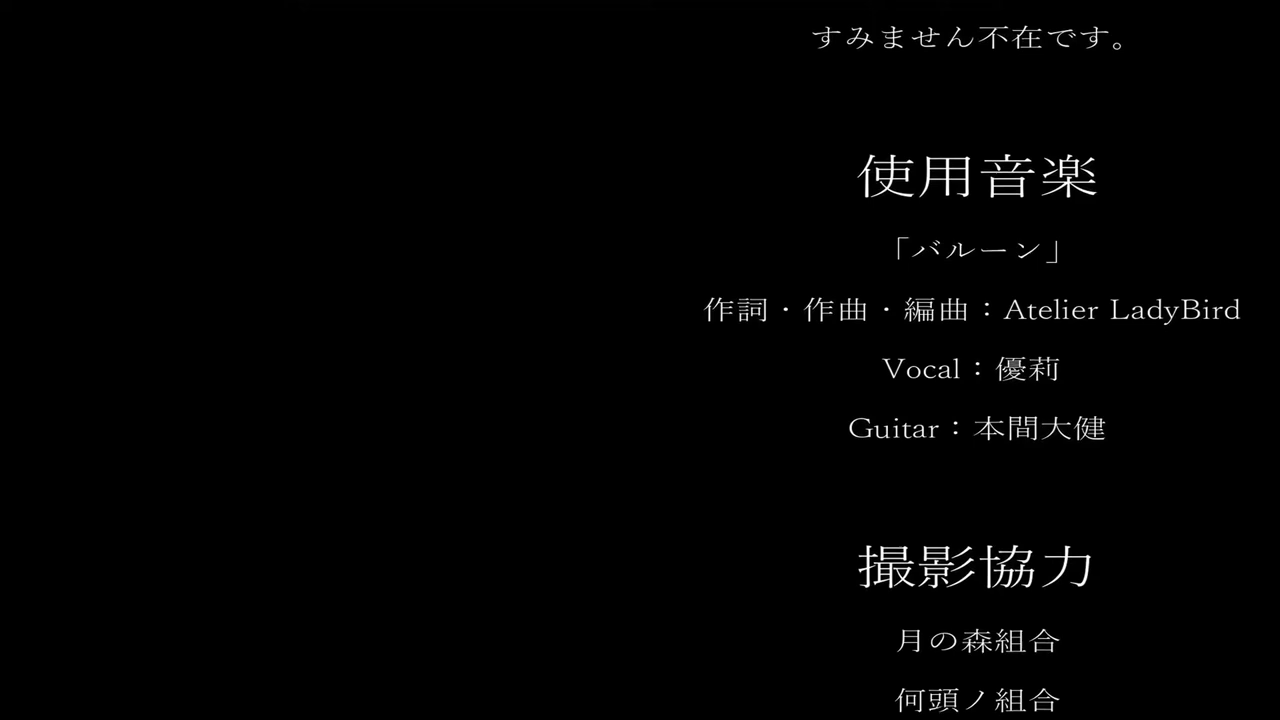 すみません不在です。
使用音楽
「バルーン」
作詞・作曲・編曲：Atelier LadyBird
Vocal：優莉
Guitar：本間大健
撮影協力
月の森組合
何頭ノ組合